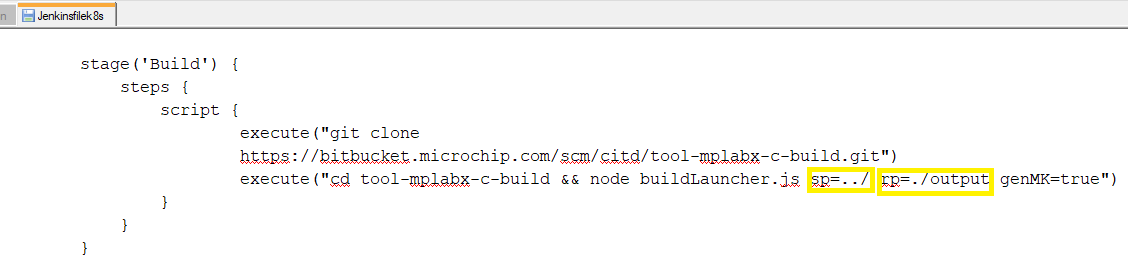 n
Jenkinsfilek8s
stage('Build') {
steps {
script {
execute("git clone
https://bitbucket.microchip.com/scm/citd/tool-mplabx-c-build.git")
execute("cd tool-mplabx-c-build && node buildLauncher.js sp=../ rp=./output genMK=true")
}
}
}